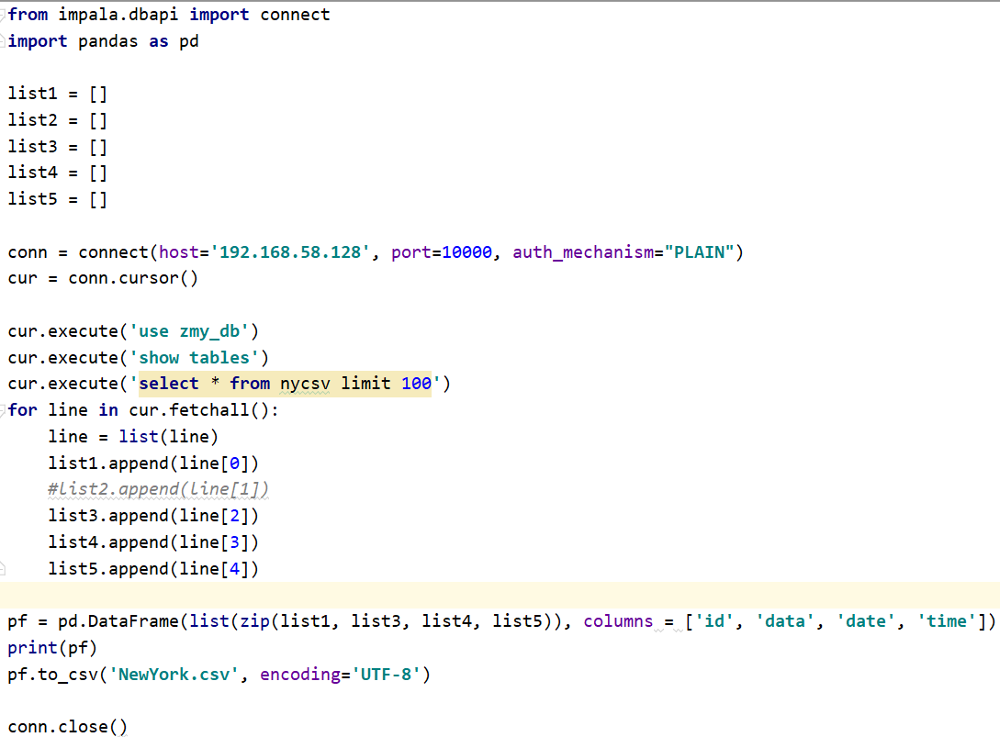 from impala.dbapi import connect
import pandas as pd
list1 = []
list2 = []
list3 = []
list4 = []
list5 = []
conn = connect(host='192.168.58.128', port=10000, auth_mechanism="PLAIN")
cur = conn.cursor()
cur.execute('use zmy_db')
cur.execute('show tables')
cur.execute('select * from nycsv limit 100')
for line in cur.fetchall():
    line = list(line)
    list1.append(line[0])
    #list2.append(line[1])
    list3.append(line[2])
    list4.append(line[3])
    list5.append(line[4])
pf = pd.DataFrame(list(zip(list1, list3, list4, list5)), columns = ['id', 'data', 'date', 'time'])
print(pf)
pf.to_csv('NewYork.csv', encoding='UTF-8')
conn.close()